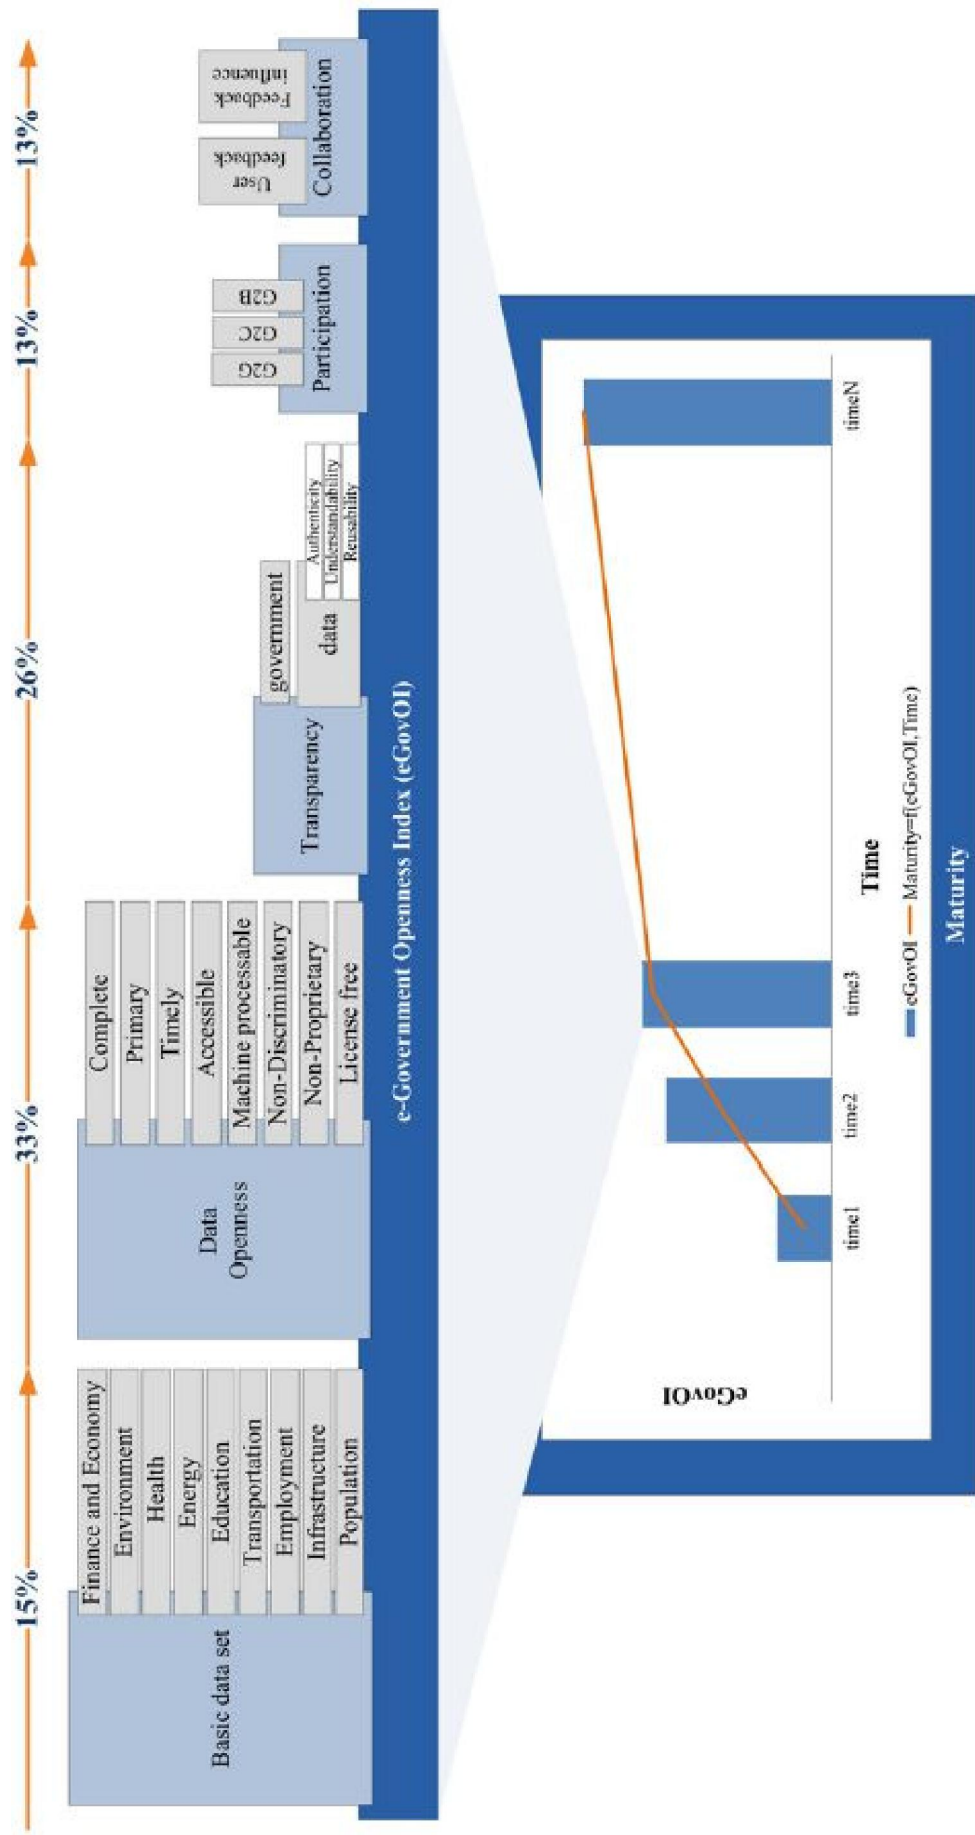 15%
33%
26%
13%
13%
Basic data set
Finance and Economy
Environment
Health
Energy
Education
Transportation
Employment
Infrastructure
Population
Data
Openness
Complete
Primary
Timely
Accessible
Machine processable
Non-Discriminatory
Non-Proprietary
License free
Transparency
government
data
Authenticity
Understandability
Reusability
Participation
G2G
G2C
G2B
Collaboration
User
feedback
Feedback
influence
e-Government Openness Index (eGovOI)
eGovOI
time1
time2
time3
timeN
Time
eGovOI
Maturity=f(eGovOI,Time)
Maturity